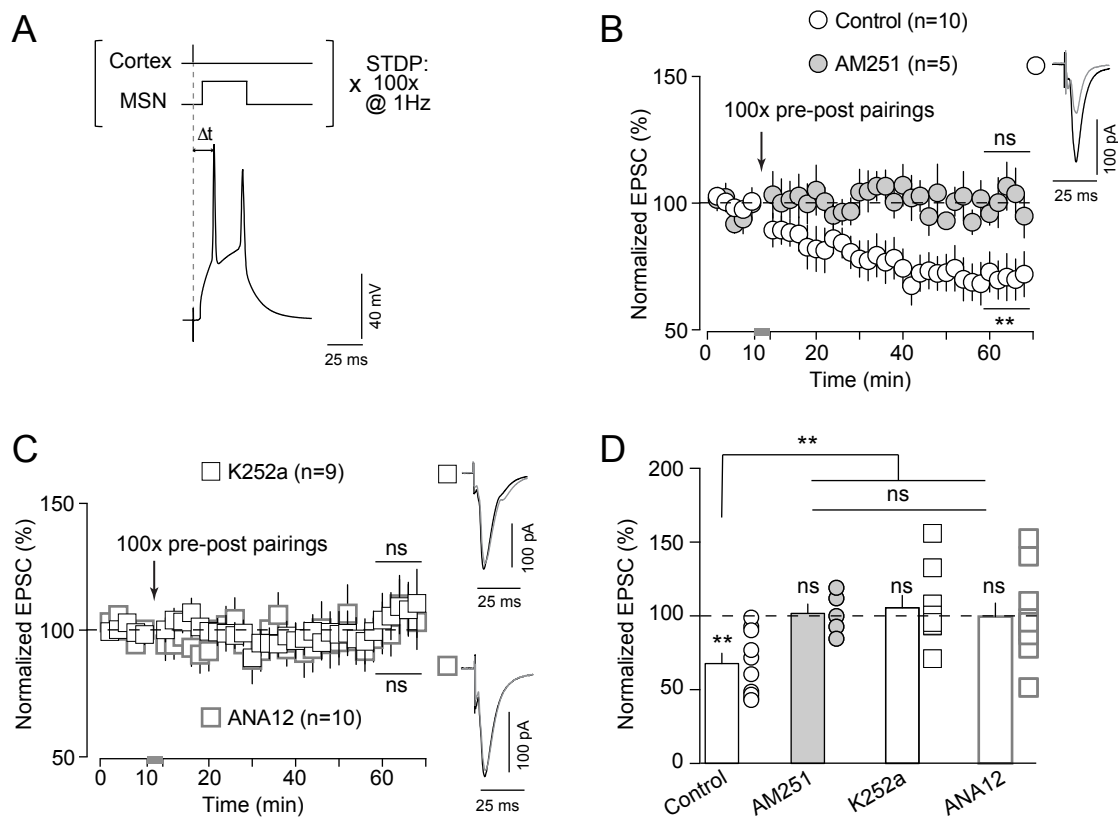 A
Cortex
MSN
STDP:
x 100x
@ 1Hz
Δt
40 mV
25 ms
B
Control (n=10)
AM251 (n=5)
100x pre-post pairings
ns
**
100 pA
25 ms
Normalized EPSC (%)
150
100
50
0 10 20 40 60
Time (min)
C
K252a (n=9)
100x pre-post pairings
ns
ns
ANA12 (n=10)
100 pA
25 ms
100 pA
25 ms
Normalized EPSC (%)
150
100
50
0 10 20 40 60
Time (min)
D
**
ns
ns
ns
ns
**
Normalized EPSC (%)
200
150
100
50
0
Control
AM251
K252a
ANA12